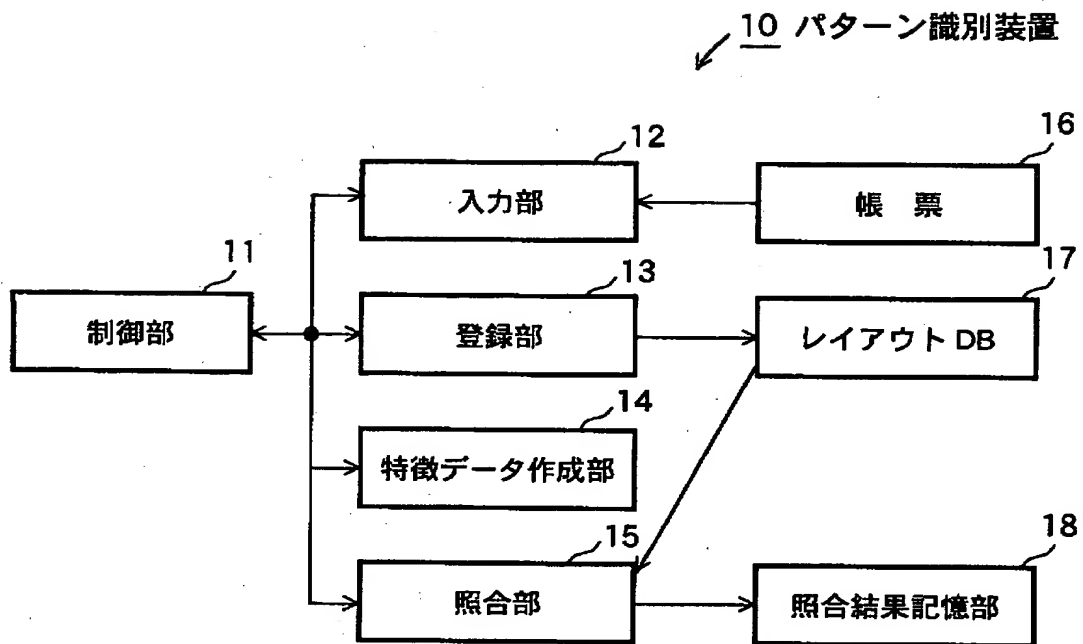 10 パターン識別装置
12
入力部
16
帳 票
11
制御部
13
登録部
17
レイアウト DB
14
特徴データ作成部
15
照合部
18
照合結果記憶部